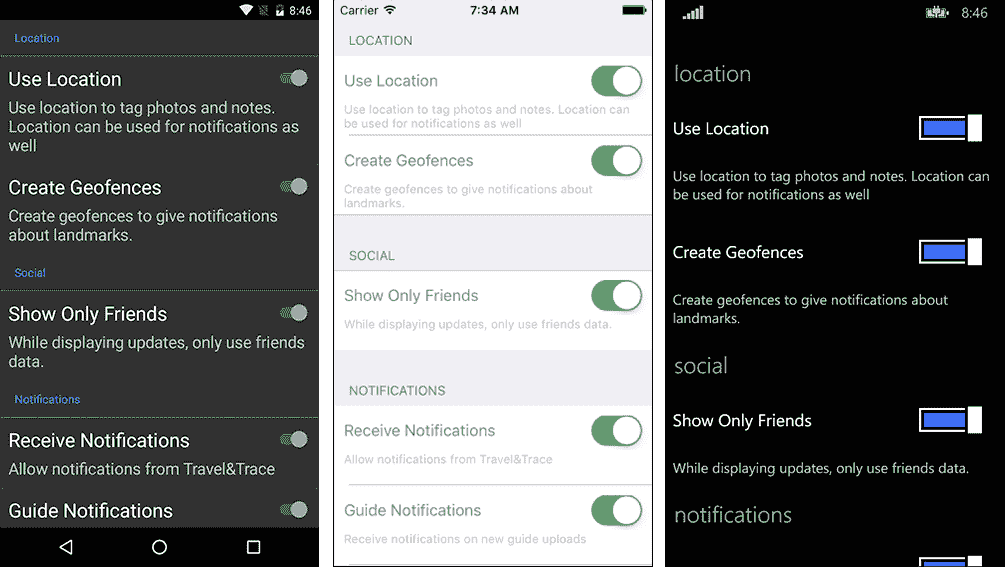 8:46
Location
Use Location
Use location to tag photos and notes.
Location can be used for notifications as
well
Create Geofences
Create geofences to give notifications
about landmarks.
Social
Show Only Friends
While displaying updates, only use friends
data.
Notifications
Receive Notifications
Allow notifications from Travel&Trace
Guide Notifications
Carrier 7:34 AM
LOCATION
Use Location
Use location to tag photos and notes. Location can
be used for notifications as well
Create Geofences
Create geofences to give notifications about
landmarks.
SOCIAL
Show Only Friends
While displaying updates, only use friends data.
NOTIFICATIONS
Receive Notifications
Allow notifications from Travel&Trace
Guide Notifications
Receive notifications on new guide uploads
8:46
location
Use Location
Use location to tag photos and notes. Location can
be used for notifications as well
Create Geofences
Create geofences to give notifications about
landmarks.
social
Show Only Friends
While displaying updates, only use friends data.
notifications